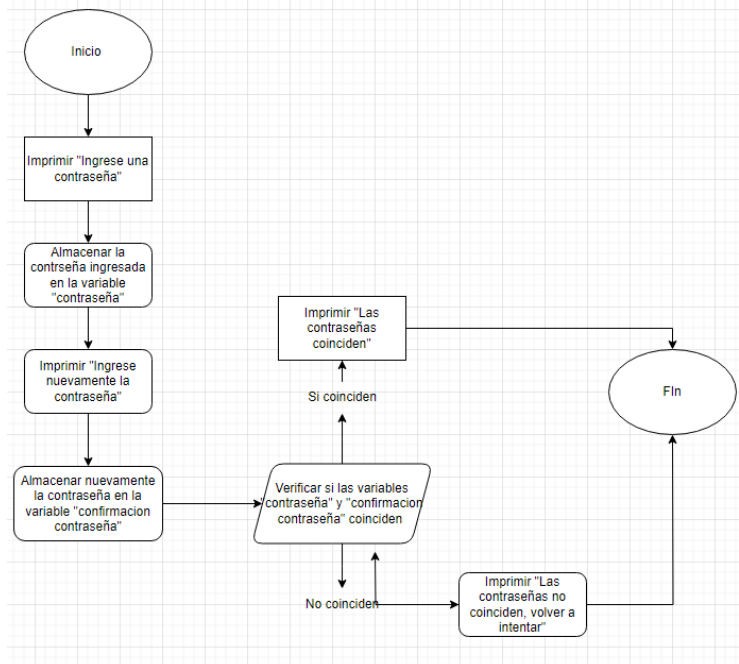 Inicio
Imprimir "Ingrese una
contraseña"
Almacenar la
contrseña ingresada
en la variable
"contraseña"
Imprimir "Ingrese
nuevamente la
contraseña"
Almacenar nuevamente
la contraseña en la
variable "confirmacion
contraseña"
Verificar si las variables
"contraseña" y "confirmacion
contraseña" coinciden
Si coinciden
Imprimir "Las
contraseñas
coinciden"
No coinciden
Imprimir "Las
contraseñas no
coinciden, volver a
intentar"
FIn